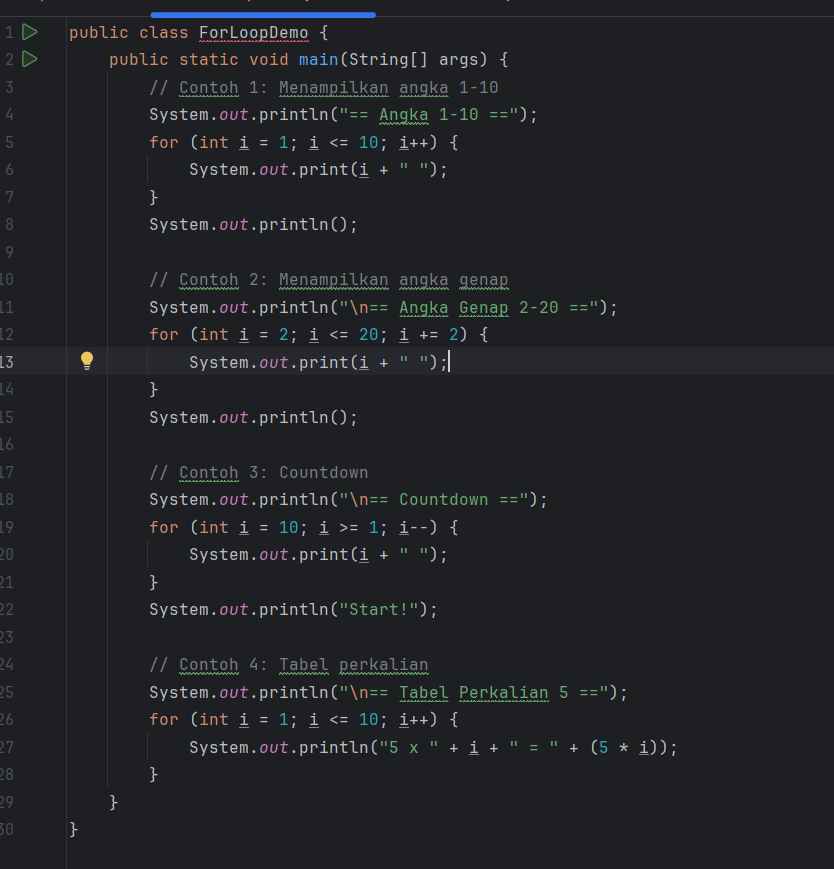 1 public class ForLoopDemo {
2 public static void main(String[] args) {
3 // Contoh 1: Menampilkan angka 1-10
4 System.out.println("== Angka 1-10 ==");
5 for (int i = 1; i <= 10; i++) {
6 System.out.print(i + " ");
7 }
8 System.out.println();
9
10 // Contoh 2: Menampilkan angka genap
11 System.out.println("\n== Angka Genap 2-20 ==");
12 for (int i = 2; i <= 20; i += 2) {
13 System.out.print(i + " ");
14 }
15 System.out.println();
16
17 // Contoh 3: Countdown
18 System.out.println("\n== Countdown ==");
19 for (int i = 10; i >= 1; i--) {
20 System.out.print(i + " ");
21 }
22 System.out.println("Start!");
23
24 // Contoh 4: Tabel perkalian
25 System.out.println("\n== Tabel Perkalian 5 ==");
26 for (int i = 1; i <= 10; i++) {
27 System.out.println("5 x " + i + " = " + (5 * i));
28 }
29 }
30 }